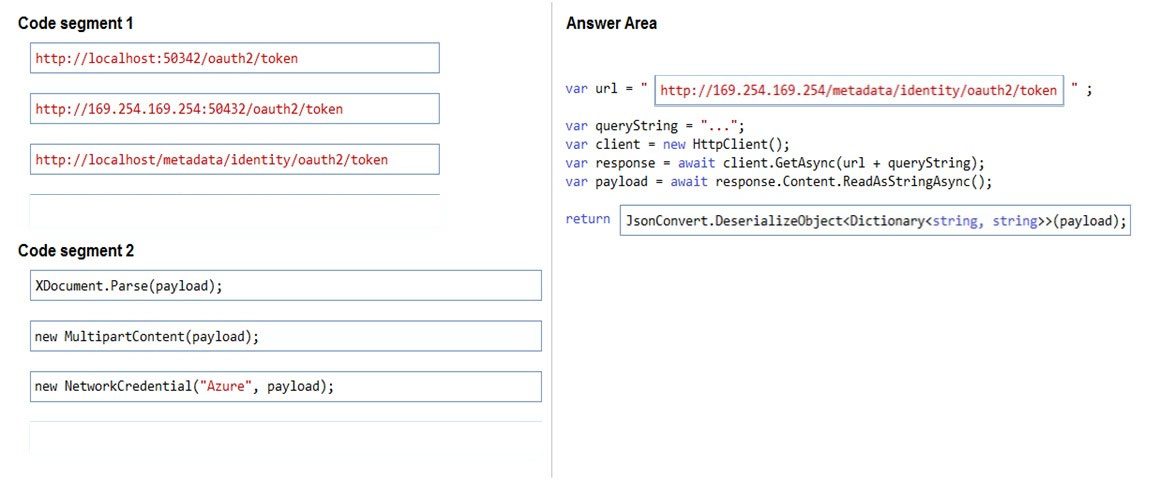 Code segment 1
http://localhost:50342/oauth2/token
http://169.254.169.254:50432/oauth2/token
http://localhost/metadata/identity/oauth2/token
Code segment 2
XDocument.Parse(payload);
new MultipartContent(payload);
new NetworkCredential("Azure", payload);
Answer Area
var url = " http://169.254.169.254/metadata/identity/oauth2/token " ;
var queryString = "...";
var client = new HttpClient();
var response = await client.GetAsync(url + queryString);
var payload = await response.Content.ReadAsStringAsync();
return JsonConvert.DeserializeObject<Dictionary<string, string>>(payload);